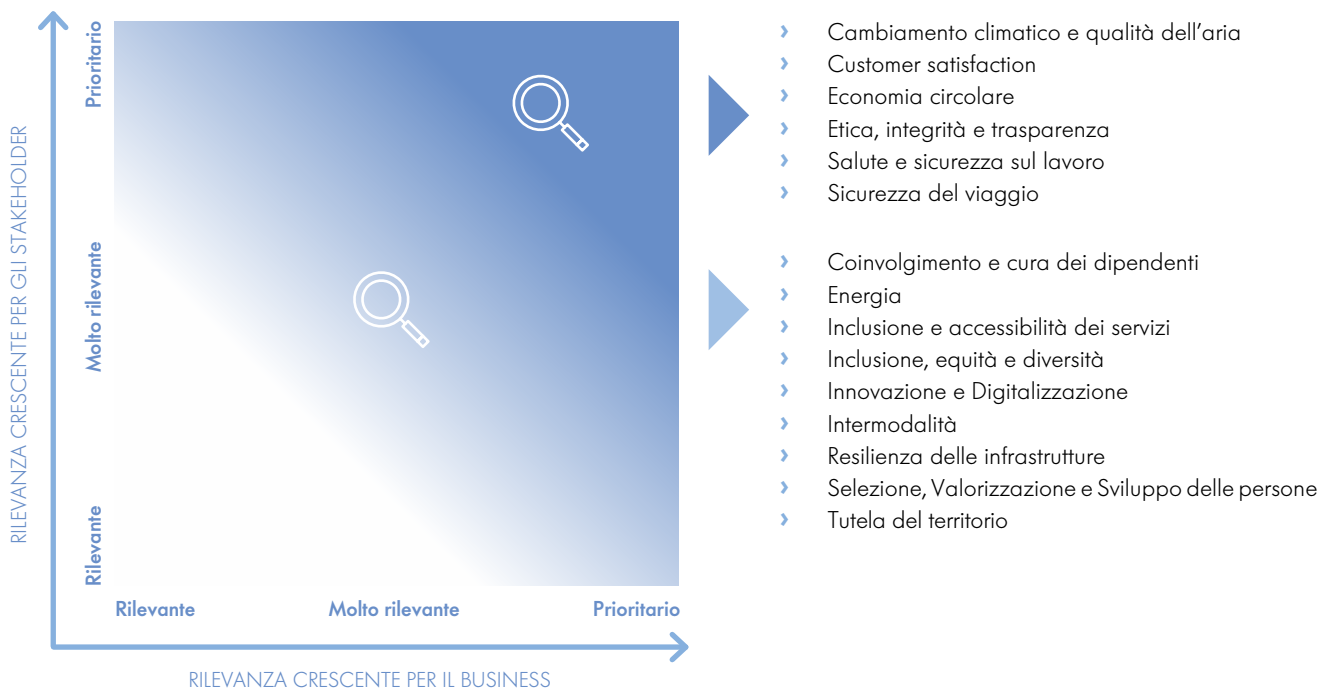 RILEVANZA CRESCENTE PER GLI STAKEHOLDER
Prioritario
Molto rilevante
Rilevante
Rilevante
Molto rilevante
Prioritario
RILEVANZA CRESCENTE PER IL BUSINESS
› Cambiamento climatico e qualità dell'aria
› Customer satisfaction
› Economia circolare
› Etica, integrità e trasparenza
› Salute e sicurezza sul lavoro
› Sicurezza del viaggio
› Coinvolgimento e cura dei dipendenti
› Energia
› Inclusione e accessibilità dei servizi
› Inclusione, equità e diversità
› Innovazione e Digitalizzazione
› Intermodalità
› Resilienza delle infrastrutture
› Selezione, Valorizzazione e Sviluppo delle persone
› Tutela del territorio